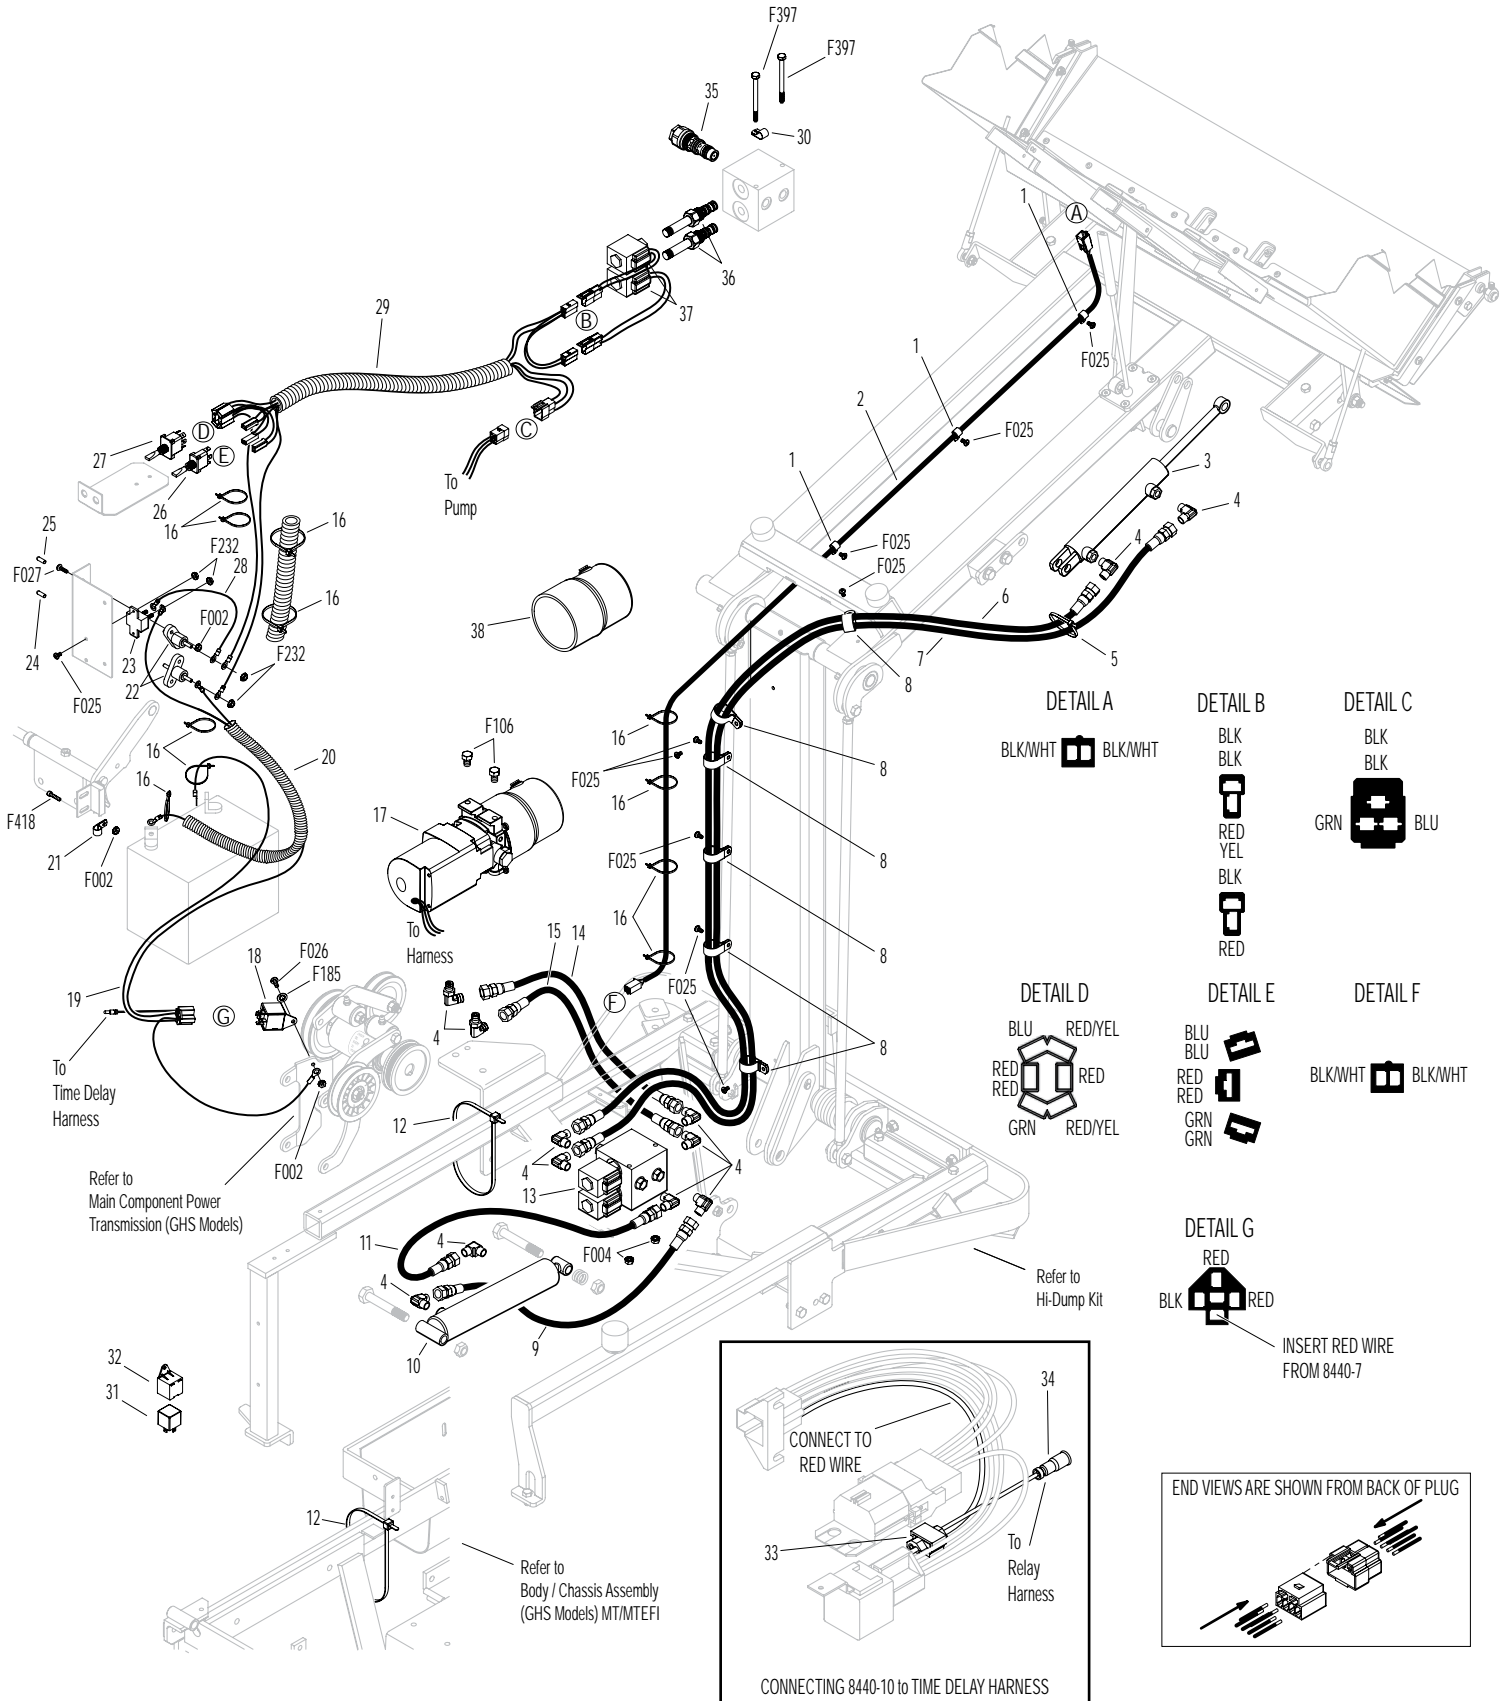 F397
F397
35
30
1
A
36
37
B
29
1
F025
1
2
F025
3
D
27
E
26
C
To
Pump
16
25
F232
28
16
F027
F002
16
24
23
22
F232
F025
1
F025
F025
4
4
6
7
5
38
8
16
20
16
F418
21
F002
F106
17
16
F025
16
8
8
F025
8
16
8
To
Harness
F026
18
F185
15
14
19
G
4
F
F025
8
To
Time Delay
Harness
12
F002
4
4
13
Refer to
Main Component Power
Transmission (GHS Models)
11
4
F004
4
10
9
Refer to
Hi-Dump Kit
32
31
12
Refer to
Body / Chassis Assembly
(GHS Models) MT/MTEFI
DETAIL A
BLK/WHT
BLK/WHT
DETAIL B
BLK
BLK
RED
YEL
BLK
RED
DETAIL C
BLK
BLK
GRN
BLU
DETAIL D
BLU
RED/YEL
RED
RED
RED
GRN
RED/YEL
DETAIL E
BLU
BLU
RED
RED
GRN
GRN
DETAIL F
BLK/WHT
BLK/WHT
DETAIL G
RED
BLK
RED
INSERT RED WIRE
FROM 8440-7
34
CONNECT TO
RED WIRE
33
To
Relay
Harness
CONNECTING 8440-10 to TIME DELAY HARNESS
END VIEWS ARE SHOWN FROM BACK OF PLUG